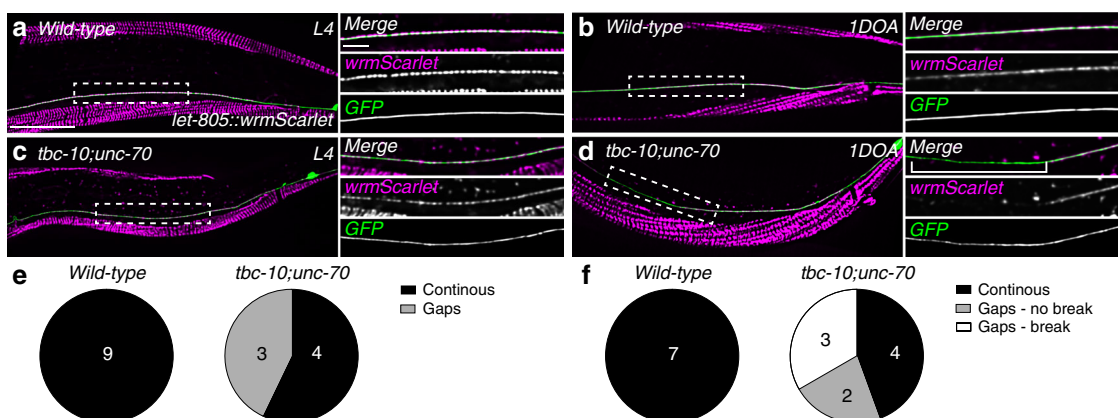 a Wild-type L4
let-805::wrmScarlet
Merge
wrmScarlet
GFP
b Wild-type 1DOA
Merge
wrmScarlet
GFP
c tbc-10;unc-70 L4
Merge
wrmScarlet
GFP
d tbc-10;unc-70 1DOA
Merge
wrmScarlet
GFP
e Wild-type tbc-10;unc-70
9
3 4
Continous
Gaps
f Wild-type tbc-10;unc-70
7
3 4
2
Continous
Gaps - no break
Gaps - break